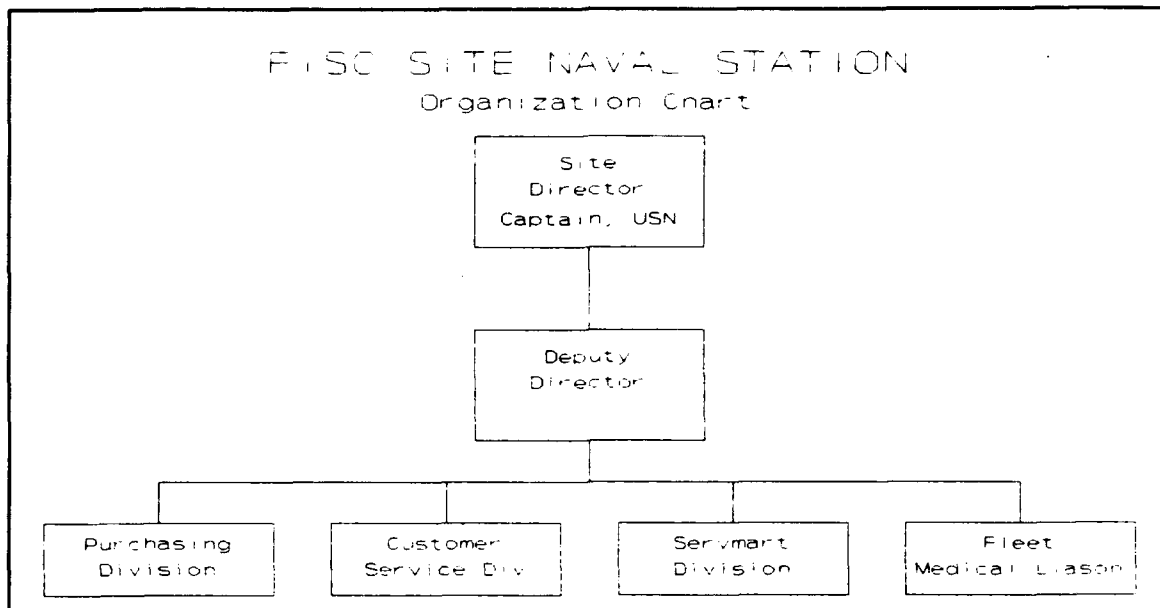 FISC SITE NAVAL STATION
Organization Chart
Site
Director
Captain, USN
Deputy
Director
Purchasing
Division
Customer
Service Div
Servmart
Division
Fleet
Medical Liason